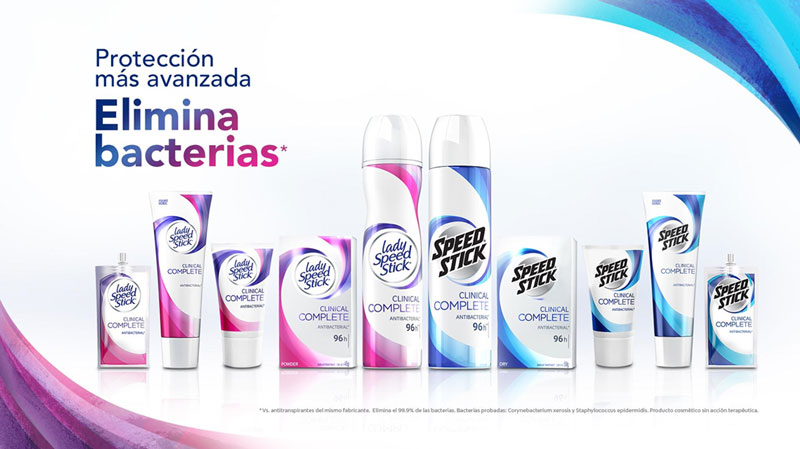 Protección
más avanzada
Elimina
bacterias*
lady
Speed
Stick
CLINICAL
COMPLETE
ANTIBACTERIAL*
lady
Speed
Stick
CLINICAL
COMPLETE
ANTIBACTERIAL*
lady
Speed
Stick
CLINICAL
COMPLETE
ANTIBACTERIAL*
lady
Speed
Stick
CLINICAL
COMPLETE
ANTIBACTERIAL*
96h
POWDER
lady
Speed
Stick
CLINICAL
COMPLETE
ANTIBACTERIAL*
96h
SPEED
STICK
CLINICAL
COMPLETE
ANTIBACTERIAL*
96h
SPEED
STICK
CLINICAL
COMPLETE
ANTIBACTERIAL*
96h
DRY
SPEED
STICK
CLINICAL
COMPLETE
ANTIBACTERIAL*
SPEED
STICK
CLINICAL
COMPLETE
ANTIBACTERIAL*
SPEED
STICK
CLINICAL
COMPLETE
ANTIBACTERIAL*
* Vs. antitranspirantes del mismo fabricante. Elimina el 99.9% de las bacterias. Bacterias probadas: Corynebacterium xerosis y Staphylococcus epidermidis. Producto cosmético sin acción terapéutica.